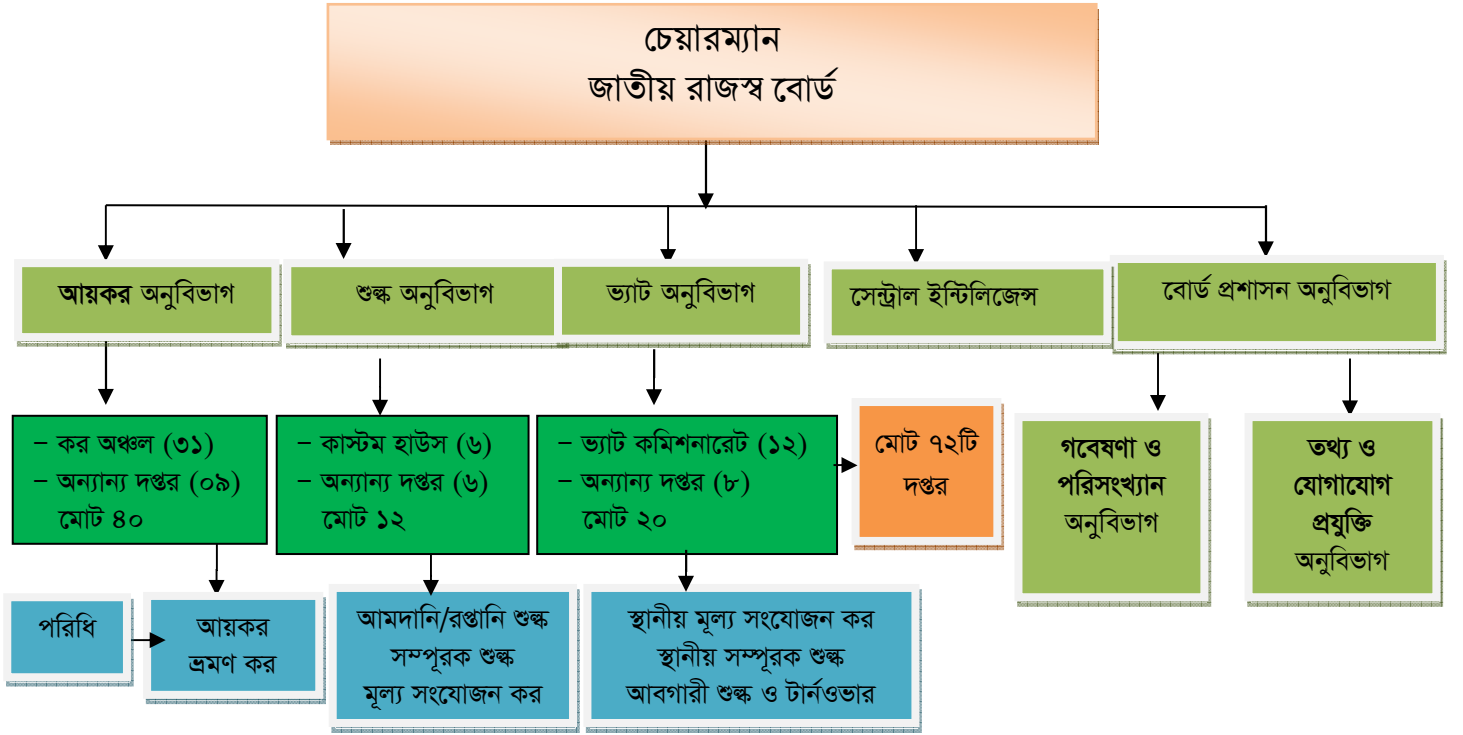 চেয়ারম্যান
জাতীয় রাজস্ব বোর্ড
আয়কর অনুবিভাগ
শুল্ক অনুবিভাগ
ভ্যাট অনুবিভাগ
সেন্ট্রাল ইন্টিলিজেন্স
বোর্ড প্রশাসন অনুবিভাগ
– কর অঞ্চল (৩১)
– অন্যান্য দপ্তর (০৯)
মোট ৪০
– কাস্টম হাউস (৬)
– অন্যান্য দপ্তর (৬)
মোট ১২
– ভ্যাট কমিশনারেট (১২)
– অন্যান্য দপ্তর (৮)
মোট ২০
মোট ৭২টি
দপ্তর
গবেষণা ও
পরিসংখ্যান
অনুবিভাগ
তথ্য ও
যোগাযোগ
প্রযুক্তি
অনুবিভাগ
পরিধি
আয়কর
ভ্রমণ কর
আমদানি/রপ্তানি শুল্ক
সম্পূরক শুল্ক
মূল্য সংযোজন কর
স্থানীয় মূল্য সংযোজন কর
স্থানীয় সম্পূরক শুল্ক
আবগারী শুল্ক ও টার্নওভার